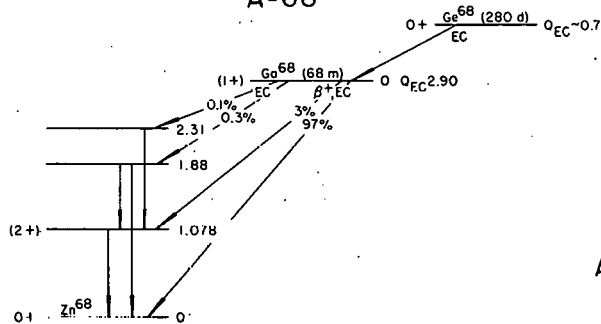 A-68
0+ Ge⁶⁸ (280 d) Q_EC~0.7
EC
(1+) Ga⁶⁸ (68 m) 0 Q_EC 2.90
EC β⁺, EC
0.1%
0.3%
3%
97%
2.31
1.88
(2+) 1.078
0+ Zn⁶⁸ 0